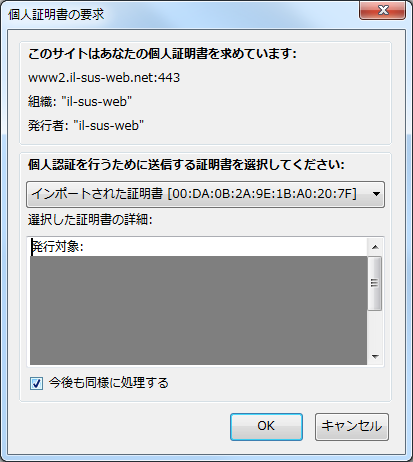 個人証明書の要求
このサイトはあなたの個人証明書を求めています:
www2.il-sus-web.net:443
組織: "il-sus-web"
発行者: "il-sus-web"
個人認証を行うために送信する証明書を選択してください:
インポートされた証明書 [00:DA:0B:2A:9E:1B:A0:20:7F]
選択した証明書の詳細:
発行対象:
今後も同様に処理する
OK
キャンセル